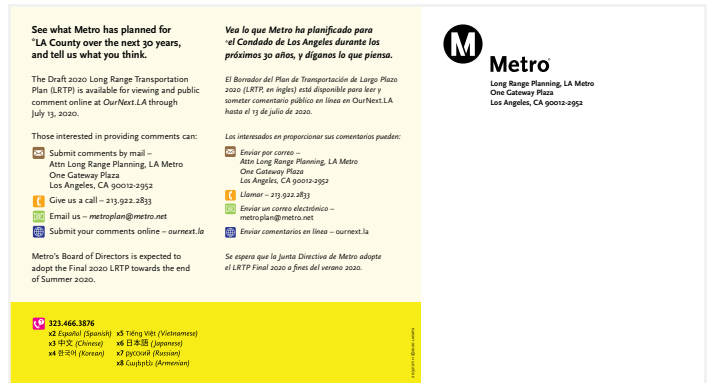 See what Metro has planned for
LA County over the next 30 years,
and tell us what you think.
The Draft 2020 Long Range Transportation
Plan (LRTP) is available for viewing and public
comment online at OurNext.LA through
July 13, 2020.
Those interested in providing comments can:
Submit comments by mail –
Attn Long Range Planning, LA Metro
One Gateway Plaza
Los Angeles, CA 90012-2952
Give us a call – 213.922.2833
Email us – metroplan@metro.net
Submit your comments online – ournext.la
Metro's Board of Directors is expected to
adopt the Final 2020 LRTP towards the end
of Summer 2020.
Vea lo que Metro ha planificado para
el Condado de Los Angeles durante los
próximos 30 años, y díganos lo que piensa.
El Borrador del Plan de Transportación de Largo Plazo
2020 (LRTP, en ingles) está disponible para leer y
someter comentario público en línea en OurNext.LA
hasta el 13 de julio de 2020.
Los interesados en proporcionar sus comentarios pueden:
Enviar por correo –
Attn Long Range Planning, LA Metro
One Gateway Plaza
Los Angeles, CA 90012-2952
Llamar – 213.922.2833
Enviar un correo electrónico –
metroplan@metro.net
Enviar comentarios en línea – ournext.la
Se espera que la Junta Directiva de Metro adopte
el LRTP Final 2020 a fines del verano 2020.
323.466.3876
x2 Español (Spanish) x5 Tiếng Việt (Vietnamese)
x3 中文 (Chinese) x6 日本語 (Japanese)
x4 한국어 (Korean) x7 русский (Russian)
x8 Հայերէն (Armenian)
M
Metro
Long Range Planning, LA Metro
One Gateway Plaza
Los Angeles, CA 90012-2952